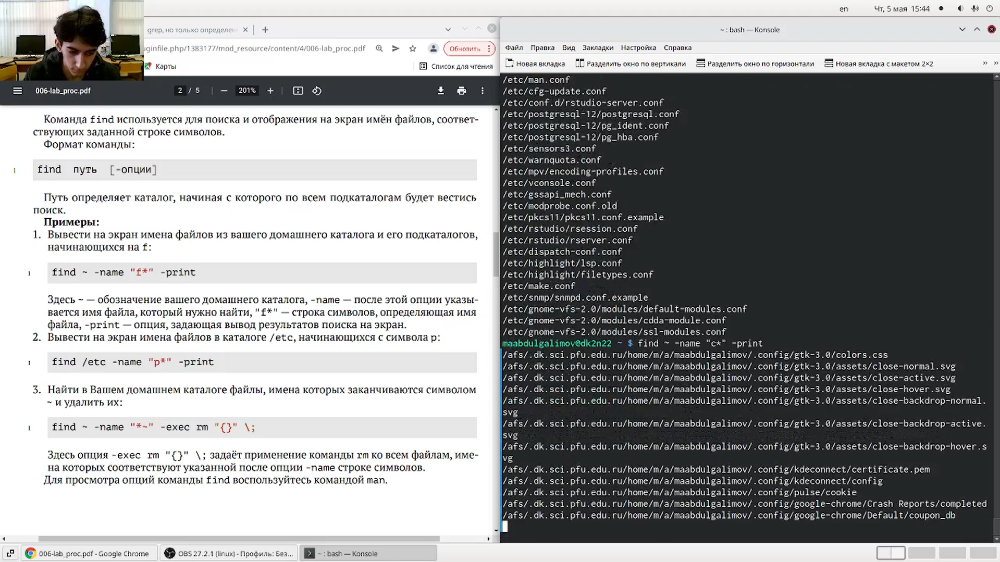 en
Чт, 5 мая 15:44
grep, но только определен
uginfile.php/1383177/mod_resource/content/4/006-lab_proc.pdf
Обновить
Карты
Список для чтения
006-lab_proc.pdf
2 / 5
201%
Команда find используется для поиска и отображения на экран имён файлов, соответ-
ствующих заданной строке символов.
Формат команды:
1 find путь [-опции]
Путь определяет каталог, начиная с которого по всем подкаталогам будет вестись
поиск.
Примеры:
1. Вывести на экран имена файлов из вашего домашнего каталога и его подкаталогов,
начинающихся на f:
1 find ~ -name "f*" -print
Здесь ~ — обозначение вашего домашнего каталога, -name — после этой опции указы-
вается имя файла, который нужно найти, "f*" — строка символов, определяющая имя
файла, -print — опция, задающая вывод результатов поиска на экран.
2. Вывести на экран имена файлов в каталоге /etc, начинающихся с символа p:
1 find /etc -name "p*" -print
3. Найти в Вашем домашнем каталоге файлы, имена которых заканчиваются символом
~ и удалить их:
1 find ~ -name "*~" -exec rm "{}" \;
Здесь опция -exec rm "{}" \; задаёт применение команды rm ко всем файлам, име-
на которых соответствуют указанной после опции -name строке символов.
Для просмотра опций команды find воспользуйтесь командой man.
~ : bash — Konsole
Файл Правка Вид Закладки Настройка Справка
Новая вкладка Разделить окно по вертикали Разделить окно по горизонтали Новая вкладка с макетом 2×2
/etc/man.conf
/etc/cfg-update.conf
/etc/conf.d/rstudio-server.conf
/etc/postgresql-12/postgresql.conf
/etc/postgresql-12/pg_ident.conf
/etc/postgresql-12/pg_hba.conf
/etc/sensors3.conf
/etc/warnquota.conf
/etc/mpv/encoding-profiles.conf
/etc/vconsole.conf
/etc/gssapi_mech.conf
/etc/modprobe.conf.old
/etc/pkcs11/pkcs11.conf.example
/etc/rstudio/rsession.conf
/etc/rstudio/rserver.conf
/etc/dispatch-conf.conf
/etc/highlight/lsp.conf
/etc/highlight/filetypes.conf
/etc/make.conf
/etc/snmp/snmpd.conf.example
/etc/gnome-vfs-2.0/modules/default-modules.conf
/etc/gnome-vfs-2.0/modules/cdda-module.conf
/etc/gnome-vfs-2.0/modules/ssl-modules.conf
maabdulgalimov@dk2n22 ~ $ find ~ -name "c*" -print
/afs/.dk.sci.pfu.edu.ru/home/m/a/maabdulgalimov/.config/gtk-3.0/colors.css
/afs/.dk.sci.pfu.edu.ru/home/m/a/maabdulgalimov/.config/gtk-3.0/assets/close-normal.svg
/afs/.dk.sci.pfu.edu.ru/home/m/a/maabdulgalimov/.config/gtk-3.0/assets/close-active.svg
/afs/.dk.sci.pfu.edu.ru/home/m/a/maabdulgalimov/.config/gtk-3.0/assets/close-hover.svg
/afs/.dk.sci.pfu.edu.ru/home/m/a/maabdulgalimov/.config/gtk-3.0/assets/close-backdrop-normal.
svg
/afs/.dk.sci.pfu.edu.ru/home/m/a/maabdulgalimov/.config/gtk-3.0/assets/close-backdrop-active.
svg
/afs/.dk.sci.pfu.edu.ru/home/m/a/maabdulgalimov/.config/gtk-3.0/assets/close-backdrop-hover.s
vg
/afs/.dk.sci.pfu.edu.ru/home/m/a/maabdulgalimov/.config/kdeconnect/certificate.pem
/afs/.dk.sci.pfu.edu.ru/home/m/a/maabdulgalimov/.config/kdeconnect/config
/afs/.dk.sci.pfu.edu.ru/home/m/a/maabdulgalimov/.config/pulse/cookie
/afs/.dk.sci.pfu.edu.ru/home/m/a/maabdulgalimov/.config/google-chrome/Crash Reports/completed
/afs/.dk.sci.pfu.edu.ru/home/m/a/maabdulgalimov/.config/google-chrome/Default/coupon_db
006-lab_proc.pdf - Google Chrome
OBS 27.2.1 (linux) - Профиль: Без...
~ : bash — Konsole